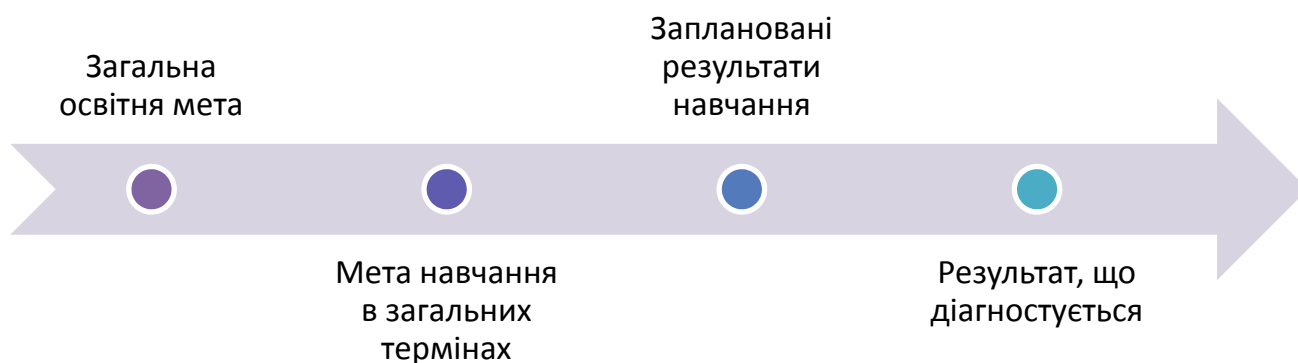 Загальна
освітня мета
Мета навчання
в загальних
термінах
Заплановані
результати
навчання
Результат, що
діагностується